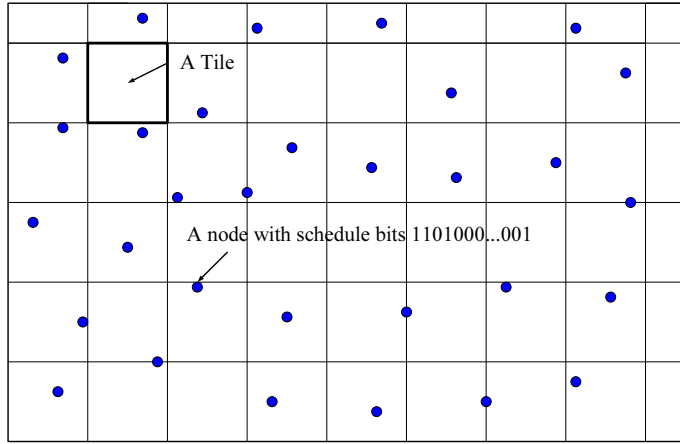 A Tile
A node with schedule bits 1101000...001